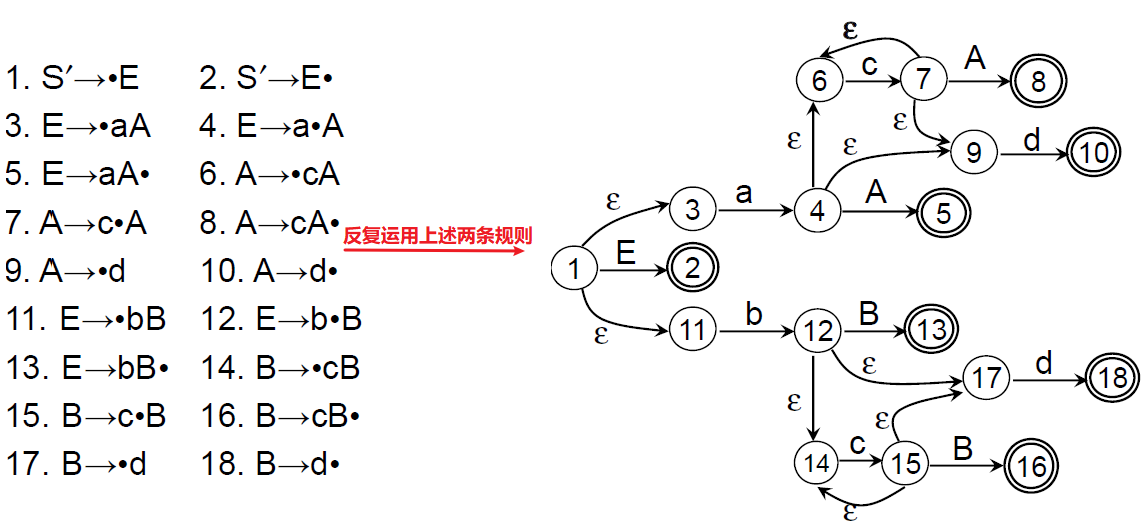 1. S′→•E 2. S′→E•
3. E→•aA 4. E→a•A
5. E→aA• 6. A→•cA
7. A→c•A 8. A→cA•
9. A→•d 10. A→d•
11. E→•bB 12. E→b•B
13. E→bB• 14. B→•cB
15. B→c•B 16. B→cB•
17. B→•d 18. B→d•
反复运用上述两条规则
ε
6 c 7 A 8
ε ε ε 9 d 10
ε 3 a 4 A 5
1 E 2
ε 11 b 12 B 13
ε 17 d 18
ε ε
14 c 15 B 16
ε